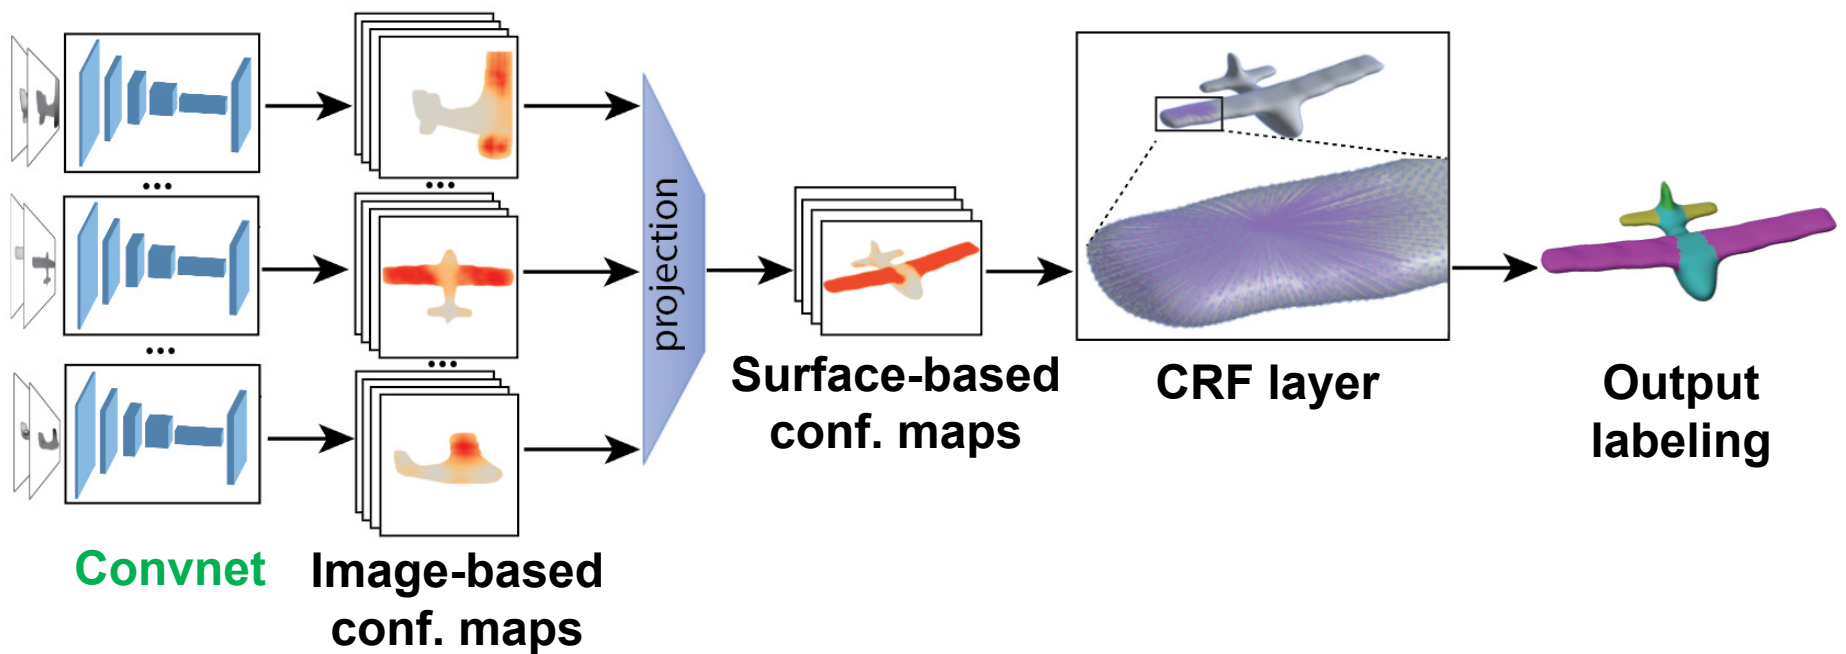 projection
Surface-based
conf. maps
CRF layer
Output
labeling
Convnet
Image-based
conf. maps